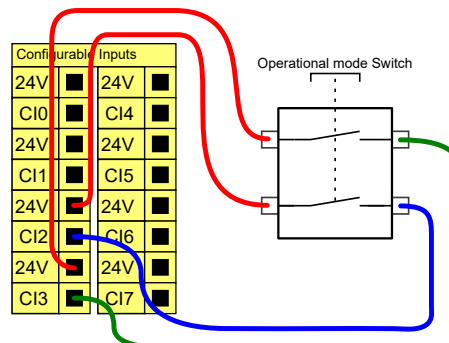 Configurable Inputs
24V 24V
CI0 CI4
24V 24V
CI1 CI5
24V 24V
CI2 CI6
24V 24V
CI3 CI7
Operational mode Switch